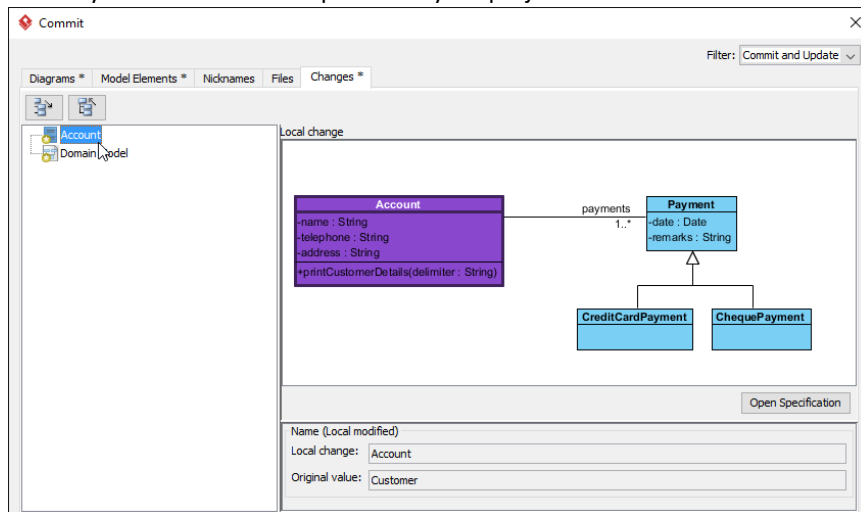 Commit
Filter: Commit and Update
Diagrams * Model Elements * Nicknames Files Changes *
Account
Domain Model
Local change
Account
-name : String
-telephone : String
-address : String
+printCustomerDetails(delimiter : String)
payments
1..*
Payment
-date : Date
-remarks : String
CreditCardPayment
ChequePayment
Open Specification
Name (Local modified)
Local change: Account
Original value: Customer